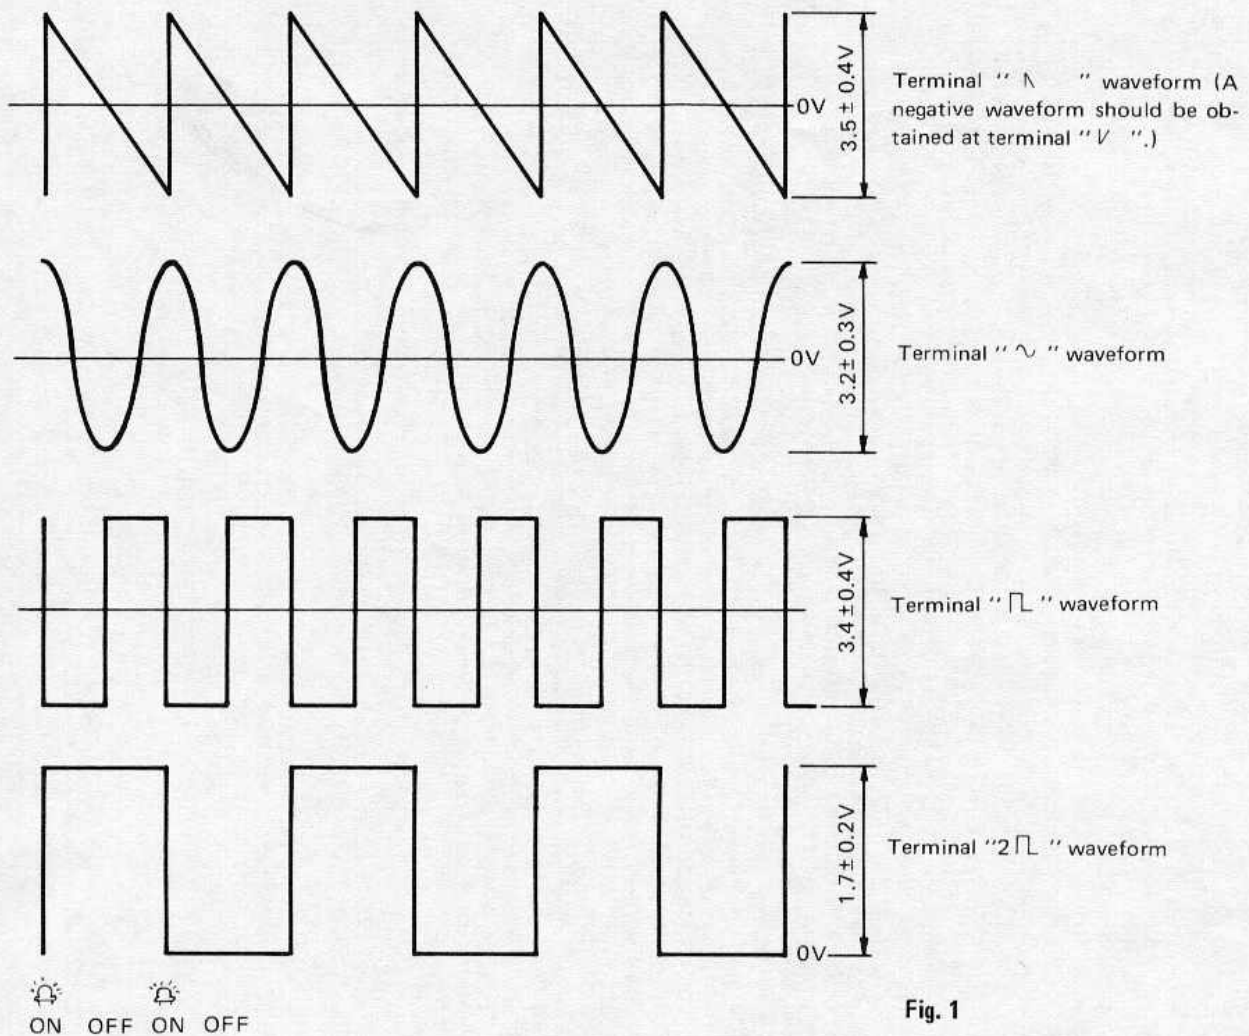 0V
3.5 ± 0.4V
Terminal " " waveform (A
negative waveform should be ob-
tained at terminal " ".)
0V
3.2 ± 0.3V
Terminal " ∿ " waveform
3.4 ± 0.4V
Terminal " ⎍ " waveform
1.7 ± 0.2V
Terminal "2 ⎍ " waveform
0V
ON OFF ON OFF
Fig. 1